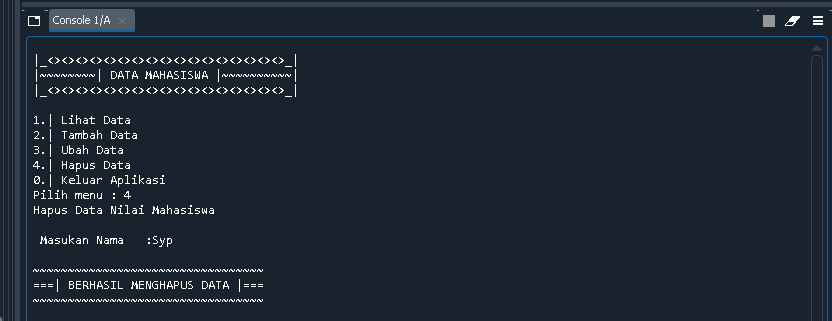 Console 1/A
|_<><><><><><><><><><><><><><><><><>_|
|~~~~~~~~| DATA MAHASISWA |~~~~~~~~~~|
|_<><><><><><><><><><><><><><><><><>_|
1.| Lihat Data
2.| Tambah Data
3.| Ubah Data
4.| Hapus Data
0.| Keluar Aplikasi
Pilih menu : 4
Hapus Data Nilai Mahasiswa
Masukan Nama   :Syp
~~~~~~~~~~~~~~~~~~~~~~~~~~~~~~~~~
===| BERHASIL MENGHAPUS DATA |===
~~~~~~~~~~~~~~~~~~~~~~~~~~~~~~~~~